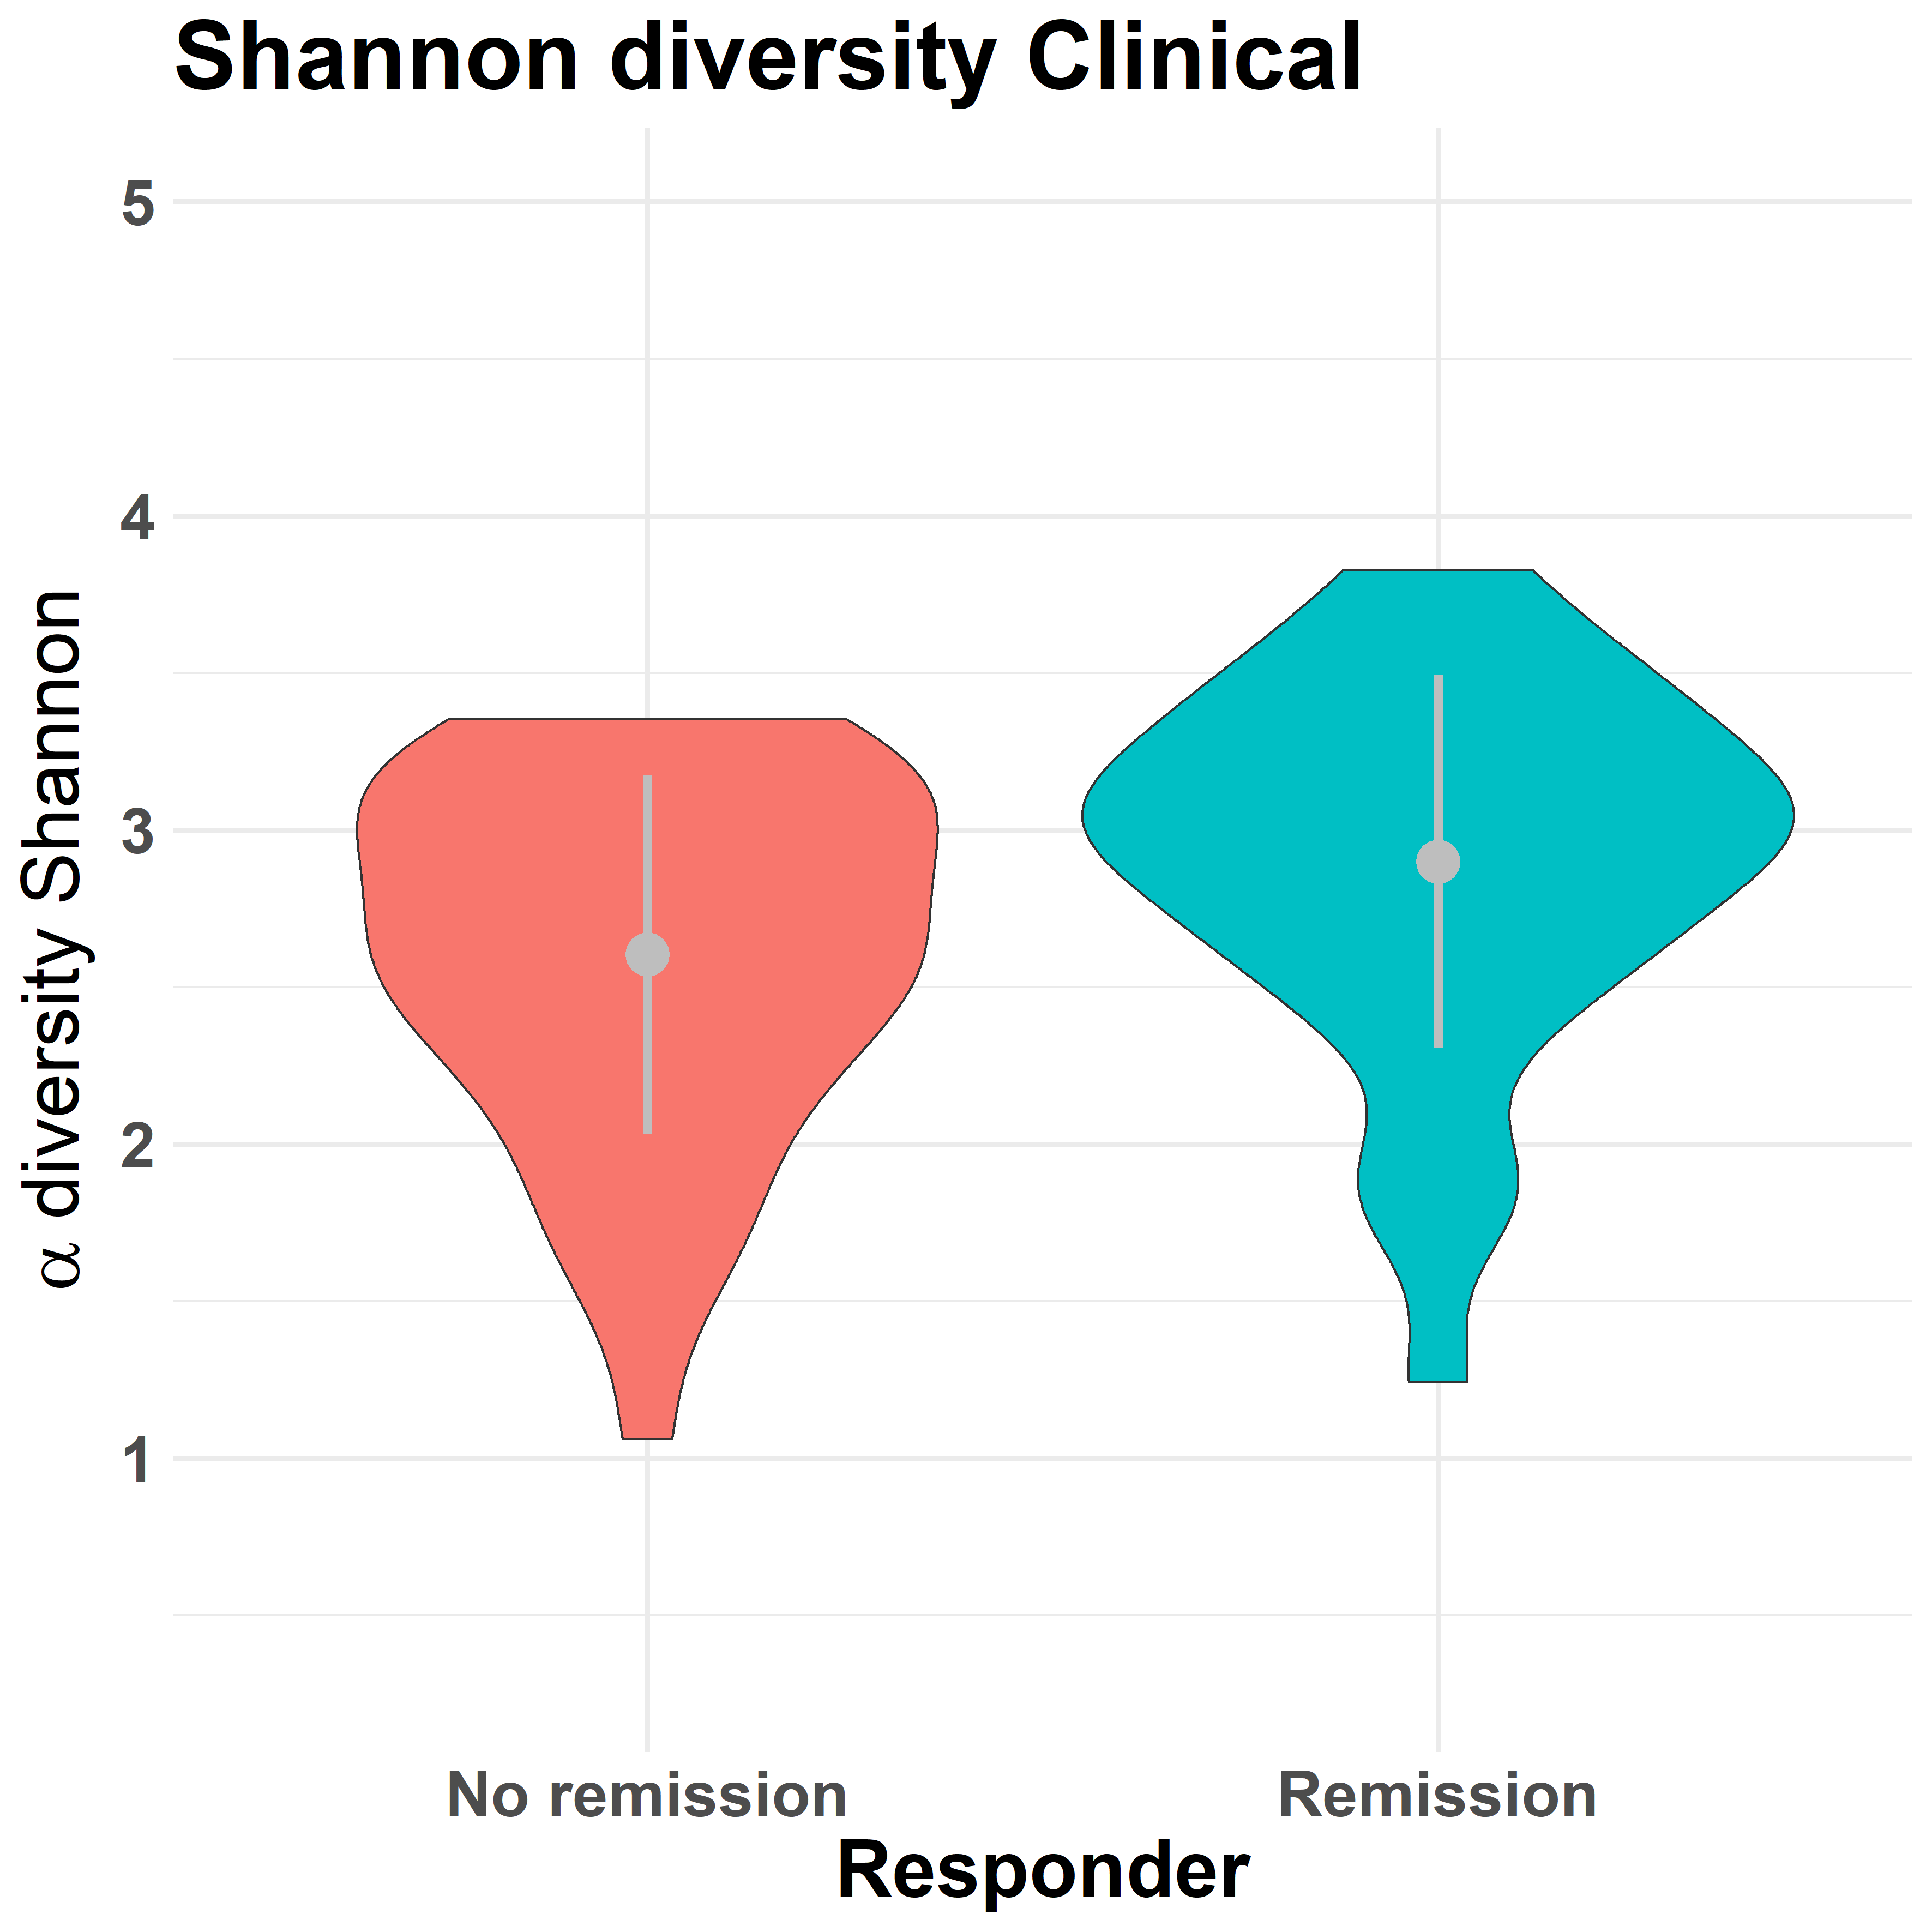 Shannon diversity Clinical
5
4
3
2
1
α diversity Shannon
No remission
Remission
Responder